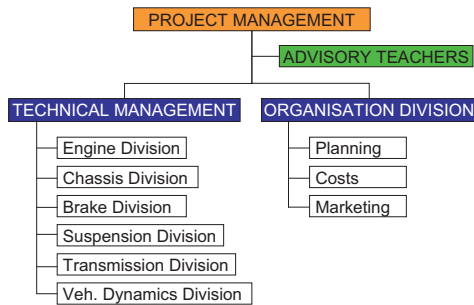 PROJECT MANAGEMENT
ADVISORY TEACHERS
TECHNICAL MANAGEMENT
ORGANISATION DIVISION
Engine Division
Chassis Division
Brake Division
Suspension Division
Transmission Division
Veh. Dynamics Division
Planning
Costs
Marketing